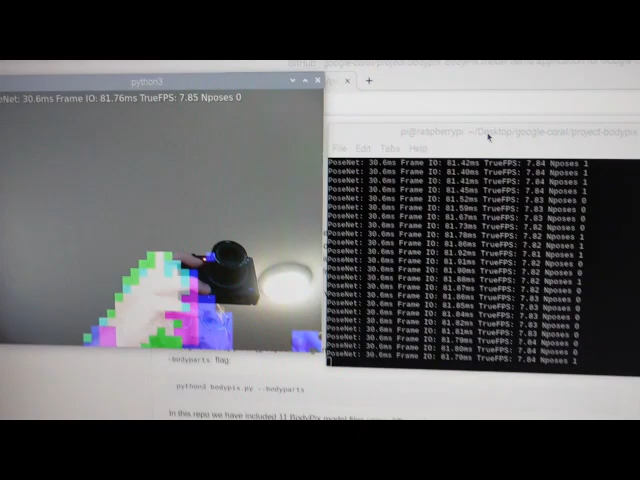 python3
eNet: 30.6ms Frame IO: 81.76ms TrueFPS: 7.85 Nposes 0
pi@raspberrypi: ~/Desktop/google-coral/project-bodypix
File Edit Tabs Help
PoseNet: 30.6ms Frame IO: 81.42ms TrueFPS: 7.84 Nposes 1
PoseNet: 30.6ms Frame IO: 81.40ms TrueFPS: 7.84 Nposes 1
PoseNet: 30.6ms Frame IO: 81.41ms TrueFPS: 7.84 Nposes 1
PoseNet: 30.6ms Frame IO: 81.45ms TrueFPS: 7.84 Nposes 1
PoseNet: 30.6ms Frame IO: 81.52ms TrueFPS: 7.83 Nposes 0
PoseNet: 30.6ms Frame IO: 81.59ms TrueFPS: 7.83 Nposes 0
PoseNet: 30.6ms Frame IO: 81.67ms TrueFPS: 7.83 Nposes 0
PoseNet: 30.6ms Frame IO: 81.73ms TrueFPS: 7.82 Nposes 0
PoseNet: 30.6ms Frame IO: 81.78ms TrueFPS: 7.82 Nposes 1
PoseNet: 30.6ms Frame IO: 81.86ms TrueFPS: 7.82 Nposes 1
PoseNet: 30.6ms Frame IO: 81.92ms TrueFPS: 7.81 Nposes 1
PoseNet: 30.6ms Frame IO: 81.91ms TrueFPS: 7.82 Nposes 0
PoseNet: 30.6ms Frame IO: 81.90ms TrueFPS: 7.82 Nposes 0
PoseNet: 30.6ms Frame IO: 81.88ms TrueFPS: 7.82 Nposes 1
PoseNet: 30.6ms Frame IO: 81.87ms TrueFPS: 7.82 Nposes 0
PoseNet: 30.6ms Frame IO: 81.86ms TrueFPS: 7.83 Nposes 0
PoseNet: 30.6ms Frame IO: 81.85ms TrueFPS: 7.83 Nposes 0
PoseNet: 30.6ms Frame IO: 81.84ms TrueFPS: 7.83 Nposes 0
PoseNet: 30.6ms Frame IO: 81.82ms TrueFPS: 7.83 Nposes 0
PoseNet: 30.6ms Frame IO: 81.81ms TrueFPS: 7.83 Nposes 0
PoseNet: 30.6ms Frame IO: 81.79ms TrueFPS: 7.84 Nposes 0
PoseNet: 30.6ms Frame IO: 81.80ms TrueFPS: 7.84 Nposes 0
PoseNet: 30.6ms Frame IO: 81.79ms TrueFPS: 7.84 Nposes 1
-bodyparts flag:
python3 bodypix.py --bodyparts
In this repo we have included 11 BodyPix model files